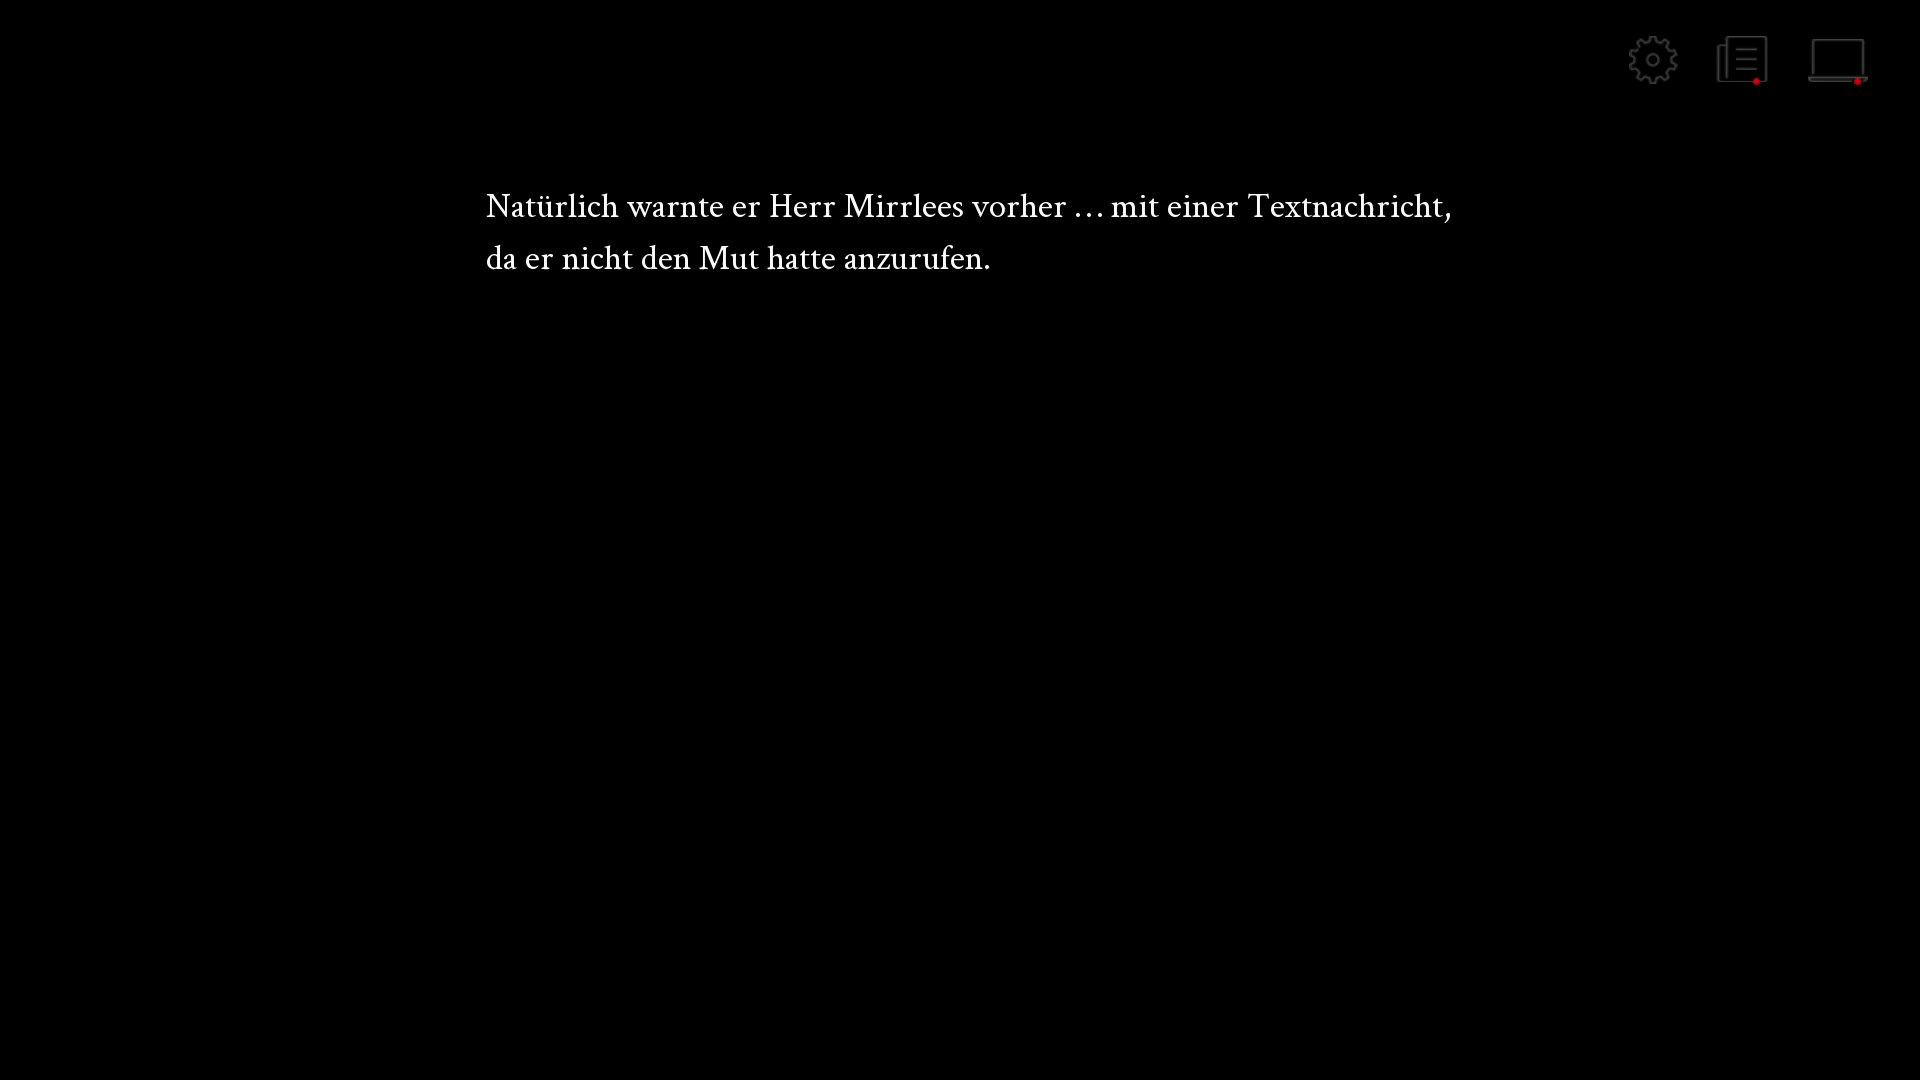 Natürlich warnte er Herr Mirrlees vorher … mit einer Textnachricht,
da er nicht den Mut hatte anzurufen.